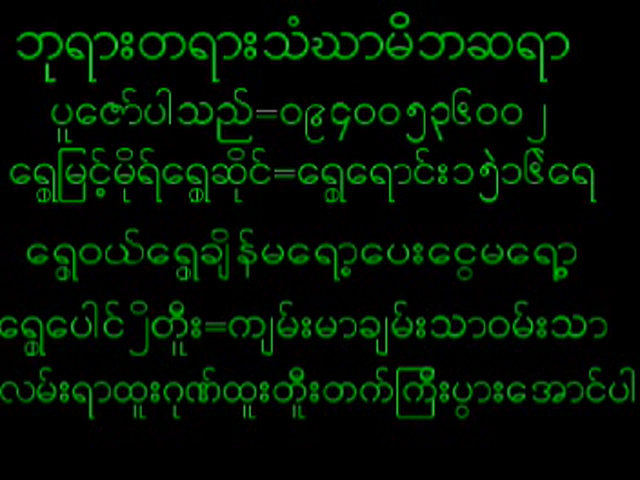 ဘုရားတရားသံဃာမိဘဆရာ
ပူဇော်ပါသည်=၀၉၄၀၀၅၃၆၀၀၂
ရွှေမြင့်မိုရ်ရွှေဆိုင်=ရွှေရောင်း၁၅ဲ၁၆ဲရေ
ရွှေဝယ်ရွှေချိန်မရော့ပေးငွေမရော့
ရွှေပေါင်၂ိတိုး=ကျမ်းမာချမ်းသာဝမ်းသာ
လမ်းရာထူးဂုဏ်ထူးတိုးတက်ကြီးပွားအောင်ပါ